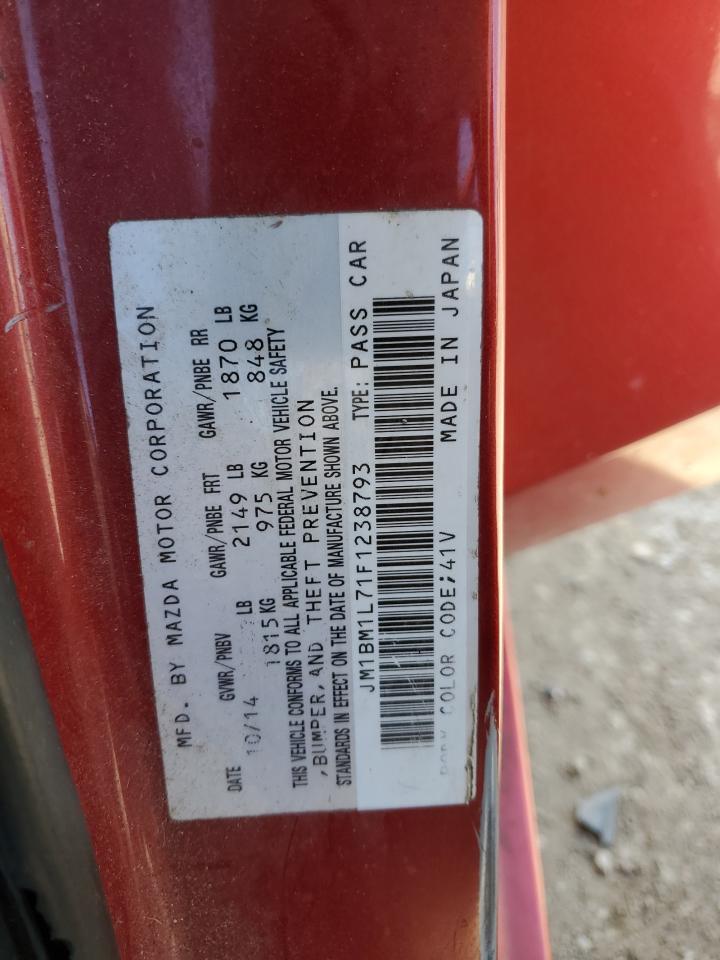 MFD. BY MAZDA MOTOR CORPORATION
DATE GVWR/PNBV GAWR/PNBE FRT GAWR/PNBE RR
10/14 LB 2149 LB 1870 LB
1815KG 975 KG 848 KG
THIS VEHICLE CONFORMS TO ALL APPLICABLE FEDERAL MOTOR VEHICLE SAFETY
,BUMPER, AND THEFT PREVENTION
STANDARDS IN EFFECT ON THE DATE OF MANUFACTURE SHOWN ABOVE.
JM1BM1L71F1238793 TYPE: PASS CAR
BODY COLOR CODE;41V MADE IN JAPAN